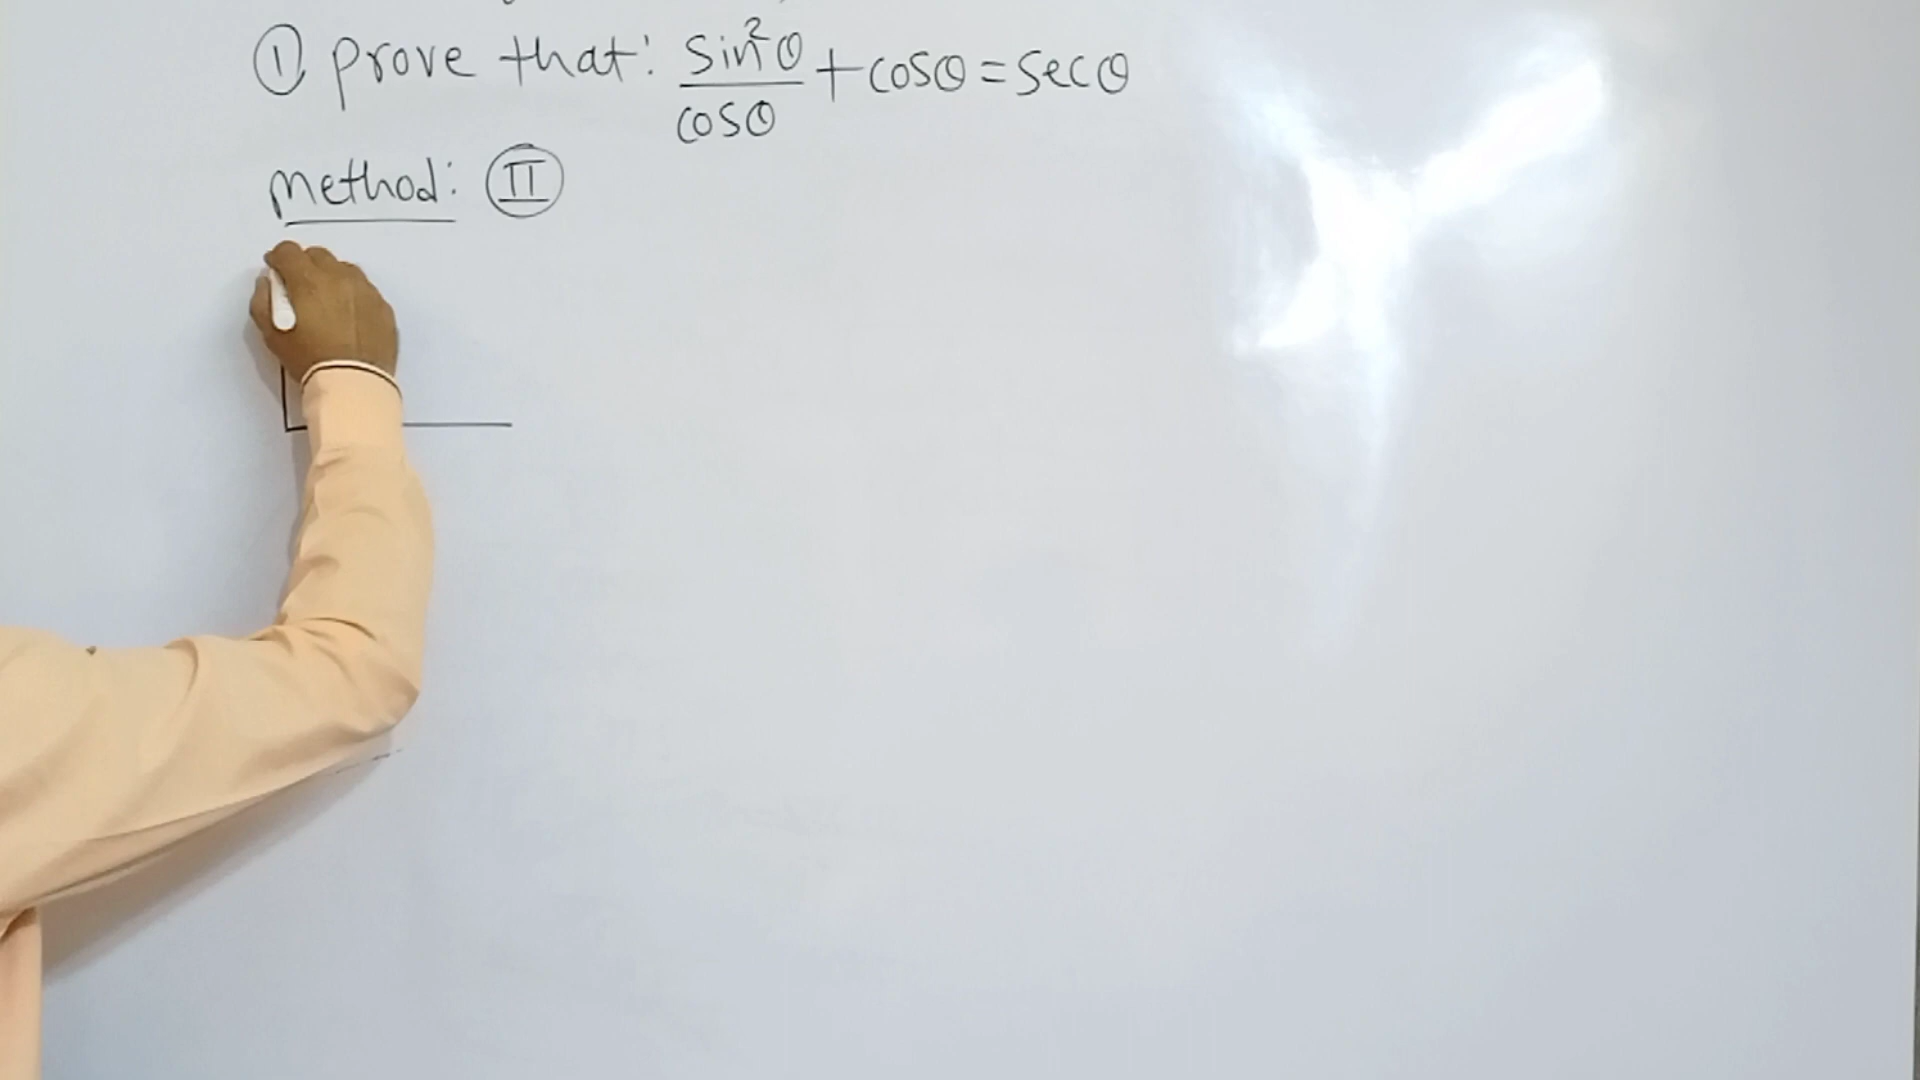 ① prove that: sin²θ/cosθ + cosθ = secθ
method: Ⅱ